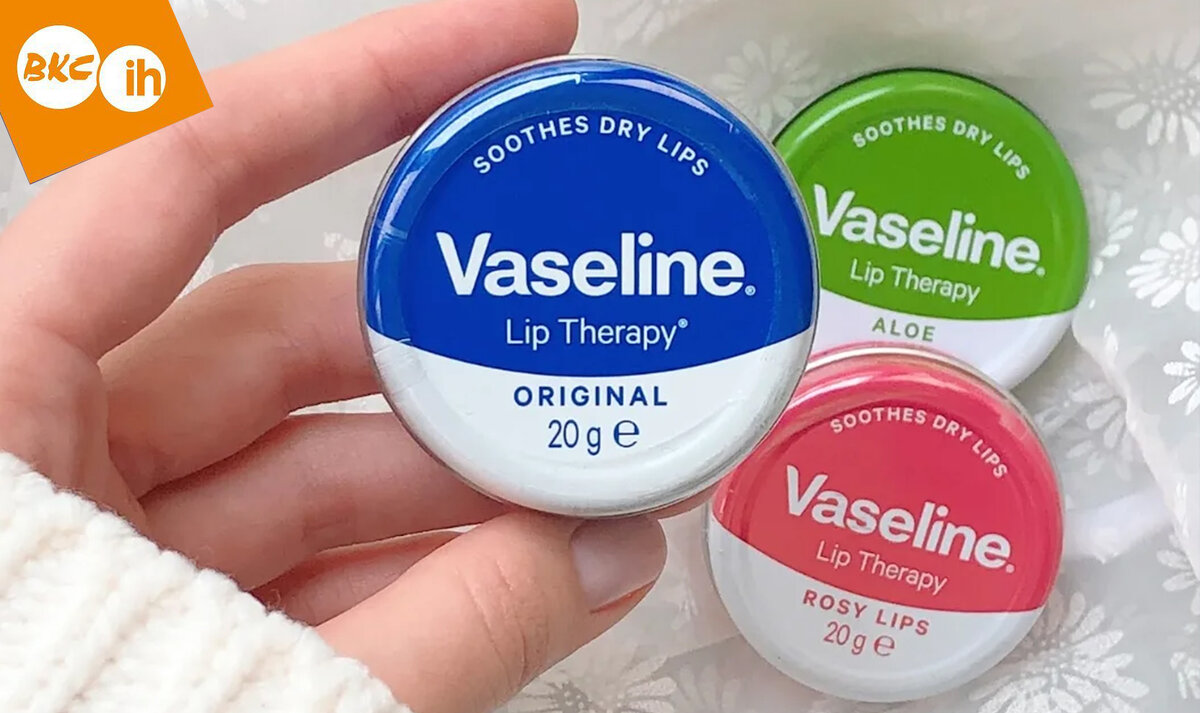 BKC
ih
SOOTHES DRY LIPS
Vaseline®
Lip Therapy®
ORIGINAL
20 g ℮
SOOTHES DRY LIPS
Vaseline®
Lip Therapy
ALOE
SOOTHES DRY LIPS
Vaseline®
Lip Therapy
ROSY LIPS
20 g ℮